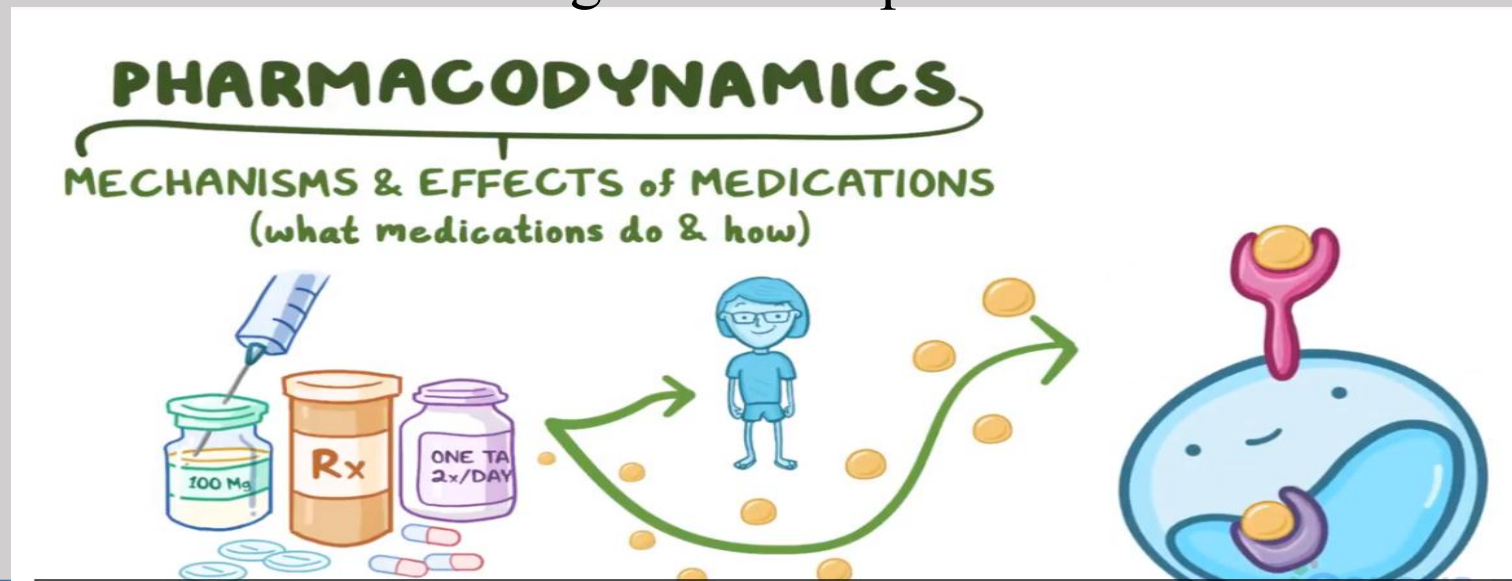 PHARMACODYNAMICS
MECHANISMS & EFFECTS of MEDICATIONS
(what medications do & how)
100 Mg
Rx
ONE TA
2x/DAY